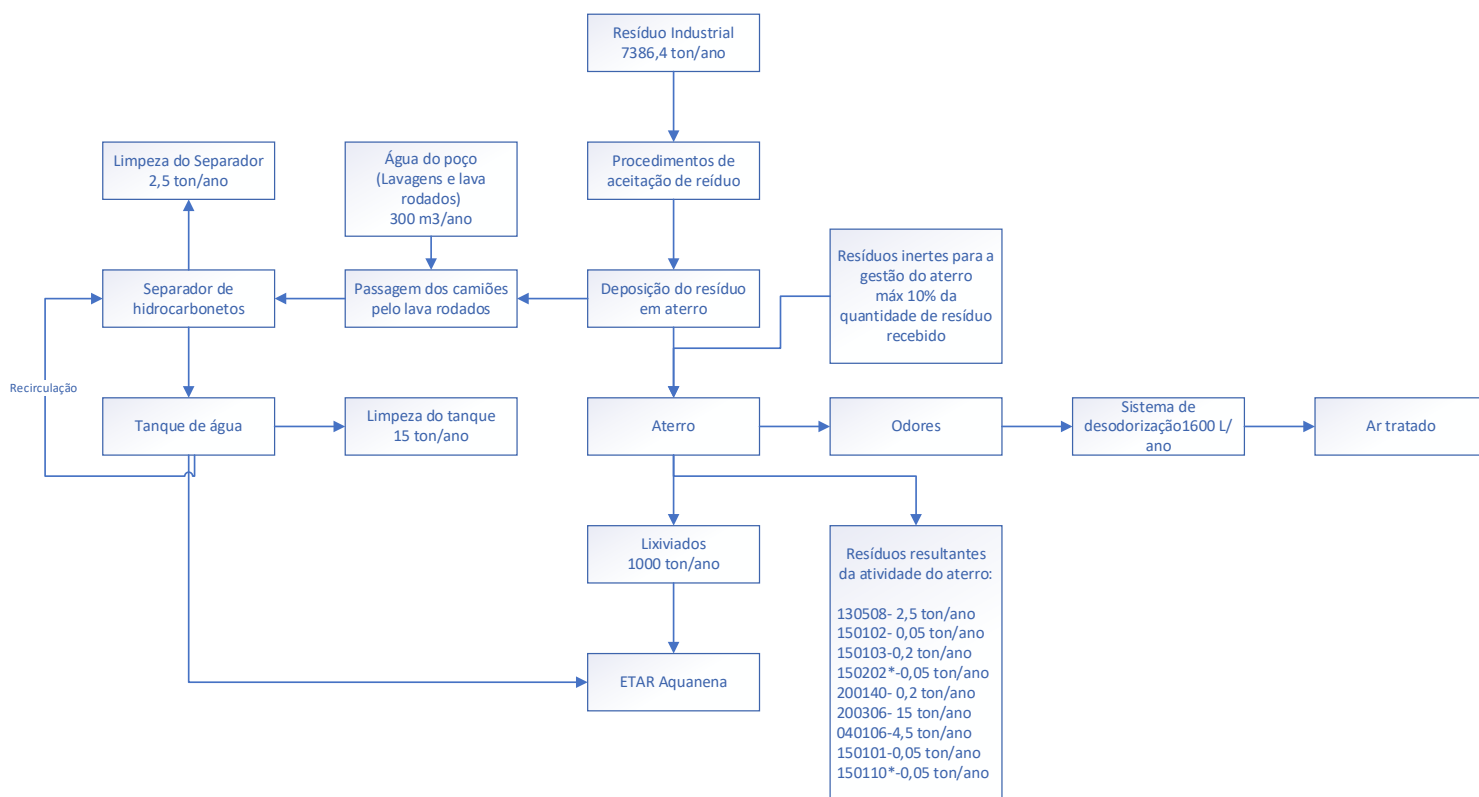 Resíduo Industrial
7386,4 ton/ano
Limpeza do Separador
2,5 ton/ano
Água do poço
(Lavagens e lava
rodados)
300 m3/ano
Procedimentos de
aceitação de reíduo
Resíduos inertes para a
gestão do aterro
máx 10% da
quantidade de resíduo
recebido
Separador de
hidrocarbonetos
Passagem dos camiões
pelo lava rodados
Deposição do resíduo
em aterro
Recirculação
Tanque de água
Limpeza do tanque
15 ton/ano
Aterro
Odores
Sistema de
desodorização1600 L/
ano
Ar tratado
Lixiviados
1000 ton/ano
Resíduos resultantes
da atividade do aterro:
130508- 2,5 ton/ano
150102- 0,05 ton/ano
150103-0,2 ton/ano
150202*-0,05 ton/ano
200140- 0,2 ton/ano
200306- 15 ton/ano
040106-4,5 ton/ano
150101-0,05 ton/ano
150110*-0,05 ton/ano
ETAR Aquanena